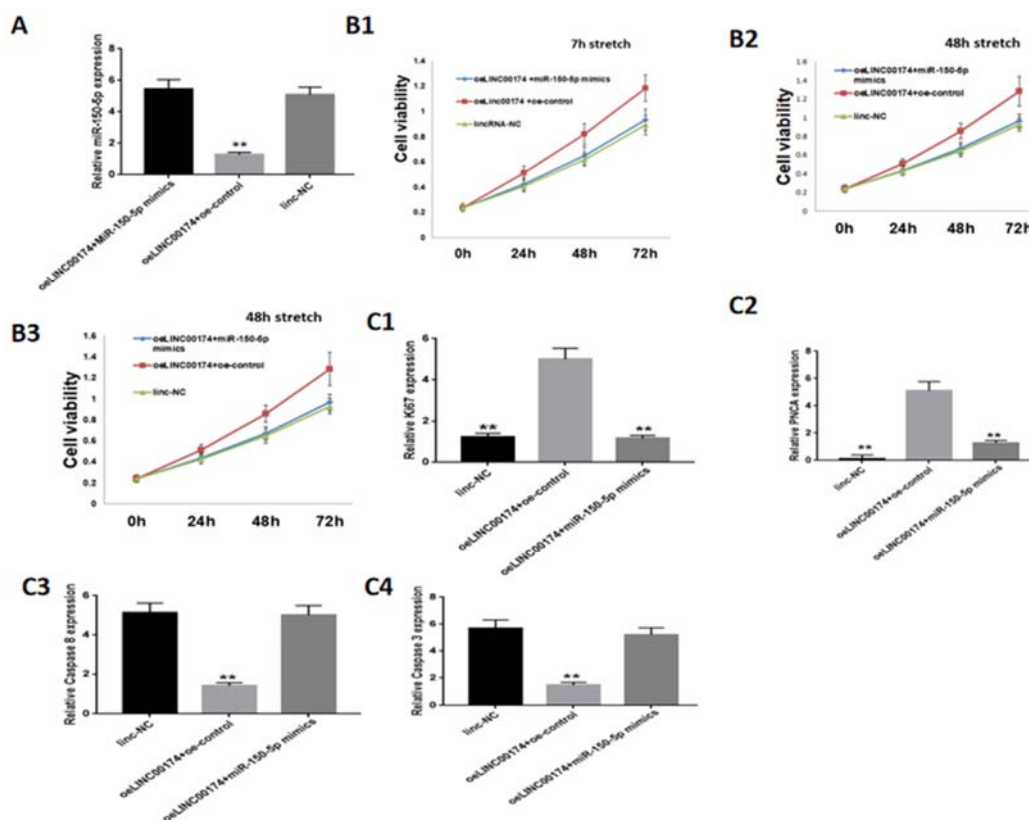 A
Relative miR-150-5p expression
6
4
2
0
**
oeLINC00174+MiR-150-5p mimics
oeLINC00174+oe-control
linc-NC
B1
7h stretch
Cell viability
1.4
1.2
1
0.8
0.6
0.4
0.2
0
oeLINC00174 +miR-150-5p mimics
oeLinc00174 +oe-control
lincRNA-NC
0h 24h 48h 72h
B2
48h stretch
Cell viability
1.6
1.4
1.2
1
0.8
0.6
0.4
0.2
0
oeLINC00174+miR-150-5p
mimics
oeLINC00174+oe-control
linc-NC
0h 24h 48h 72h
B3
48h stretch
Cell viability
1.6
1.4
1.2
1
0.8
0.6
0.4
0.2
0
oeLINC00174+miR-150-5p
mimics
oeLINC00174+oe-control
linc-NC
0h 24h 48h 72h
C1
Relative Ki67 expression
6
4
2
0
**
**
linc-NC
oeLINC00174+oe-control
oeLINC00174+miR-150-5p mimics
C2
Relative PNCA expression
8
6
4
2
0
**
**
linc-NC
oeLINC00174+oe-control
oeLINC00174+miR-150-5p mimics
C3
Relative Caspase 8 expression
6
4
2
0
**
linc-NC
oeLINC00174+oe-control
oeLINC00174+miR-150-5p mimics
C4
Relative Caspase 3 expression
8
6
4
2
0
**
linc-NC
oeLINC00174+oe-control
oeLINC00174+miR-150-5p mimics